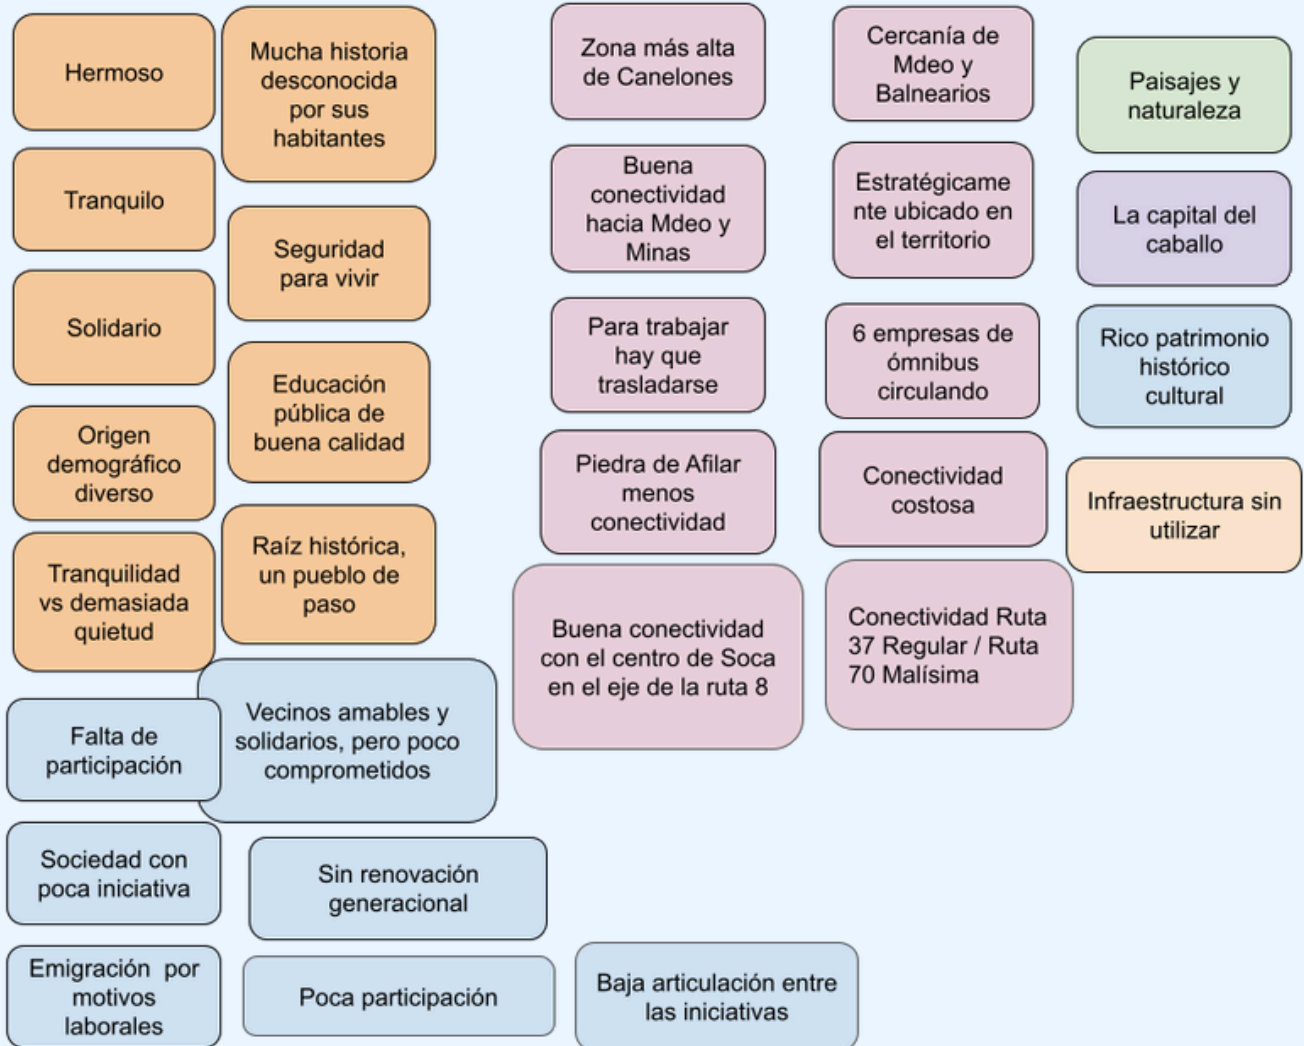 Hermoso
Mucha historia
desconocida
por sus
habitantes
Tranquilo
Seguridad
para vivir
Solidario
Educación
pública de
buena calidad
Origen
demográfico
diverso
Raíz histórica,
un pueblo de
paso
Tranquilidad
vs demasiada
quietud
Zona más alta
de Canelones
Cercanía de
Mdeo y
Balnearios
Buena
conectividad
hacia Mdeo y
Minas
Estratégicame
nte ubicado en
el territorio
Para trabajar
hay que
trasladarse
6 empresas de
ómnibus
circulando
Piedra de Afilar
menos
conectividad
Conectividad
costosa
Buena conectividad
con el centro de Soca
en el eje de la ruta 8
Conectividad Ruta
37 Regular / Ruta
70 Malísima
Paisajes y
naturaleza
La capital del
caballo
Rico patrimonio
histórico
cultural
Infraestructura sin
utilizar
Falta de
participación
Vecinos amables y
solidarios, pero poco
comprometidos
Sociedad con
poca iniciativa
Sin renovación
generacional
Emigración por
motivos
laborales
Poca participación
Baja articulación entre
las iniciativas